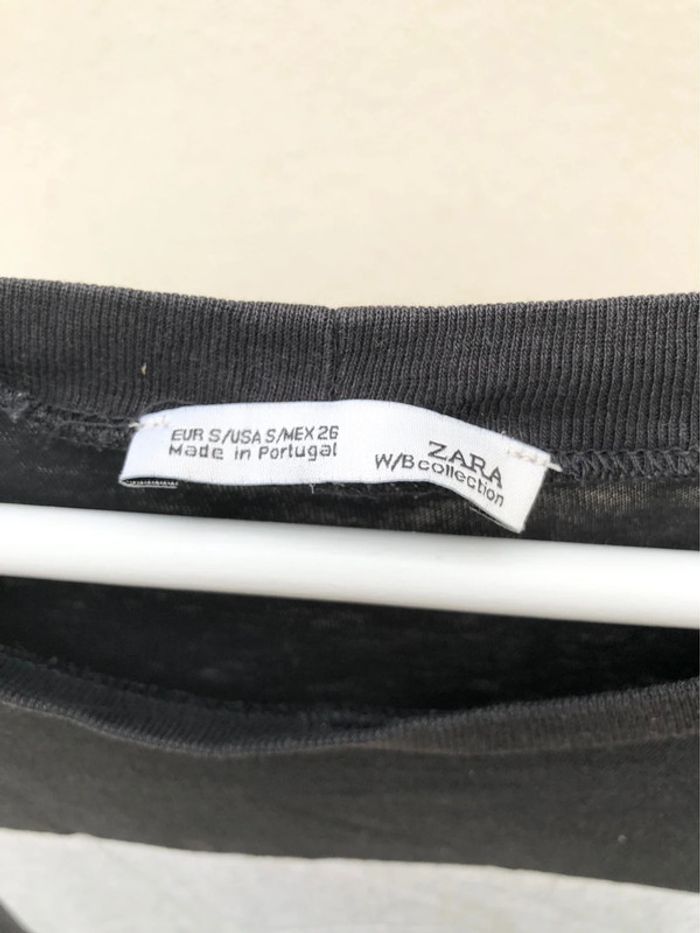 EUR S/USA S/MEX 26
Made in Portugal
ZARA
W/B collection